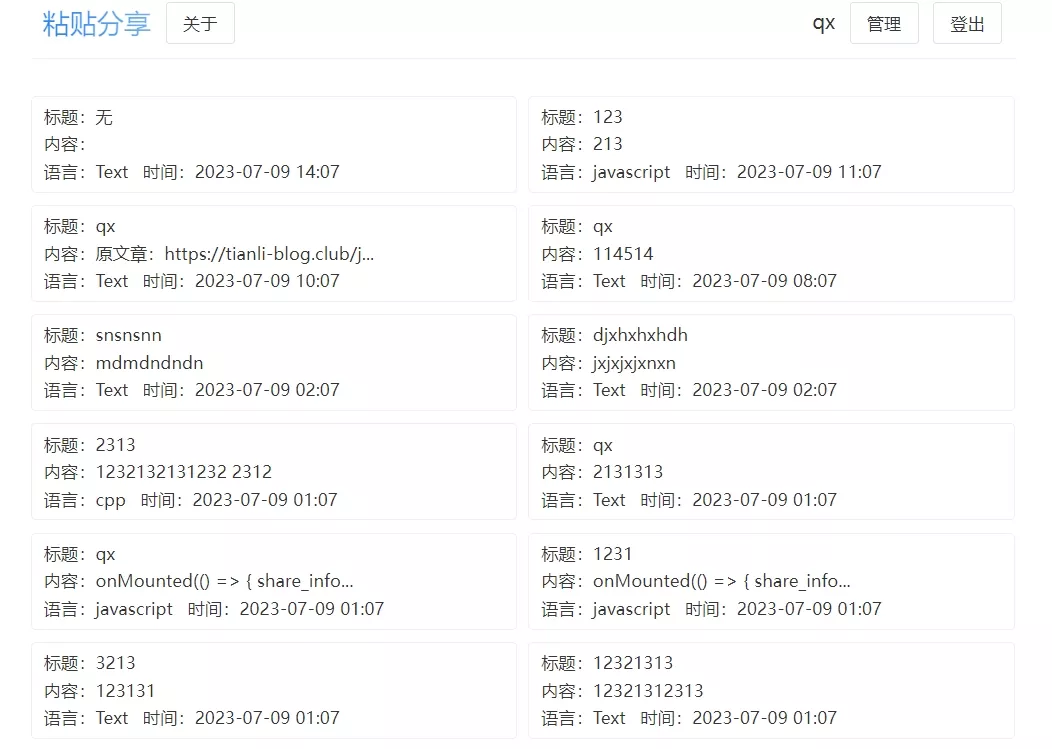 粘贴分享 关于 qx 管理 登出
标题：无
内容：
语言：Text 时间：2023-07-09 14:07
标题：123
内容：213
语言：javascript 时间：2023-07-09 11:07
标题：qx
内容：原文章：https://tianli-blog.club/j...
语言：Text 时间：2023-07-09 10:07
标题：qx
内容：114514
语言：Text 时间：2023-07-09 08:07
标题：snsnsnn
内容：mdmdndndn
语言：Text 时间：2023-07-09 02:07
标题：djxhxhxhdh
内容：jxjxjxjxnxn
语言：Text 时间：2023-07-09 02:07
标题：2313
内容：1232132131232 2312
语言：cpp 时间：2023-07-09 01:07
标题：qx
内容：2131313
语言：Text 时间：2023-07-09 01:07
标题：qx
内容：onMounted(() => { share_info...
语言：javascript 时间：2023-07-09 01:07
标题：1231
内容：onMounted(() => { share_info...
语言：javascript 时间：2023-07-09 01:07
标题：3213
内容：123131
语言：Text 时间：2023-07-09 01:07
标题：12321313
内容：12321312313
语言：Text 时间：2023-07-09 01:07